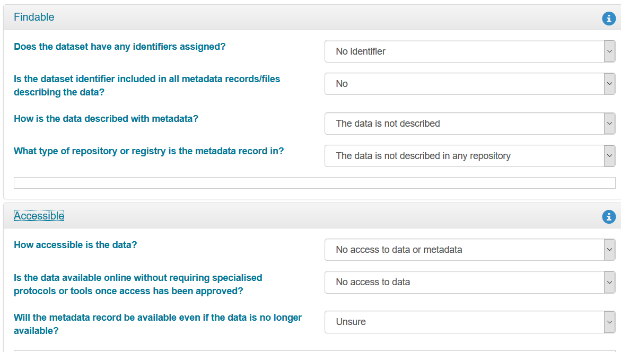 Findable
i
Does the dataset have any identifiers assigned?
No Identifier
Is the dataset identifier included in all metadata records/files
describing the data?
No
How is the data described with metadata?
The data is not described
What type of repository or registry is the metadata record in?
The data is not described in any repository
Accessible
i
How accessible is the data?
No access to data or metadata
Is the data available online without requiring specialised
protocols or tools once access has been approved?
No access to data
Will the metadata record be available even if the data is no longer
available?
Unsure